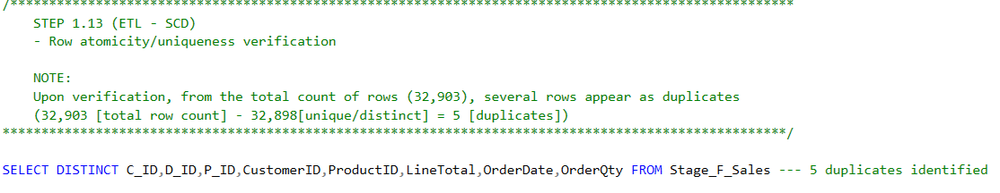 /****************************************************************************************************
STEP 1.13 (ETL - SCD)
- Row atomicity/uniqueness verification
NOTE:
Upon verification, from the total count of rows (32,903), several rows appear as duplicates
(32,903 [total row count] - 32,898[unique/distinct] = 5 [duplicates])
****************************************************************************************************/
SELECT DISTINCT C_ID,D_ID,P_ID,CustomerID,ProductID,LineTotal,OrderDate,OrderQty FROM Stage_F_Sales --- 5 duplicates identified